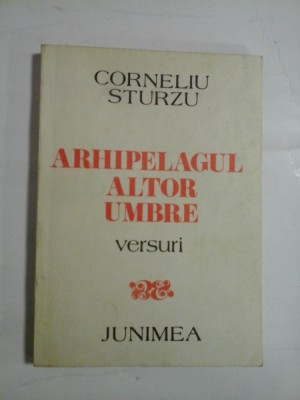 CORNELIU
STURZU
ARHIPELAGUL
ALTOR
UMBRE
versuri
JUNIMEA